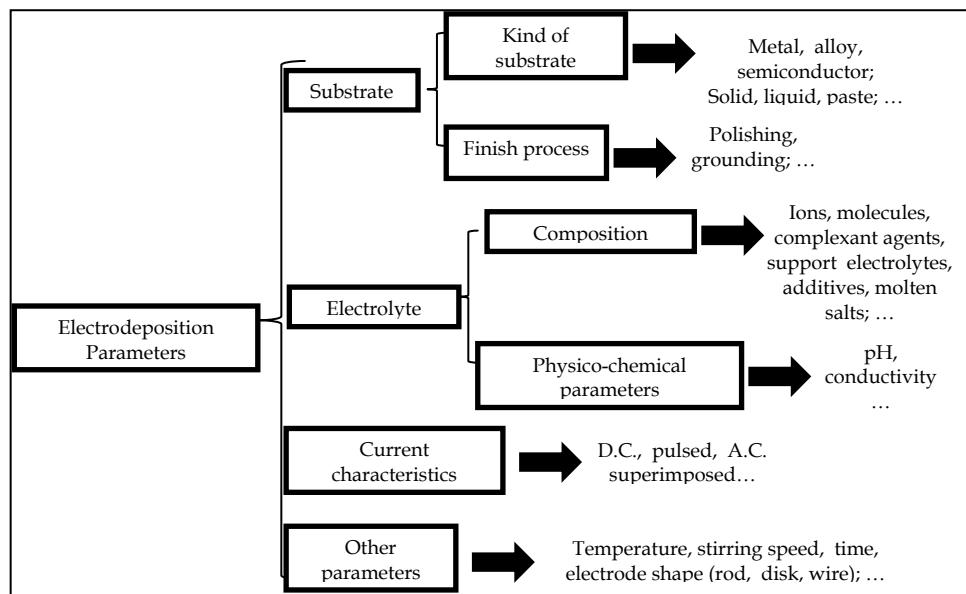 Electrodeposition
Parameters
Substrate
Kind of
substrate
Metal, alloy,
semiconductor;
Solid, liquid, paste; …
Finish process
Polishing,
grounding; …
Electrolyte
Composition
Ions, molecules,
complexant agents,
support electrolytes,
additives, molten
salts; …
Physico-chemical
parameters
pH,
conductivity
…
Current
characteristics
D.C., pulsed, A.C.
superimposed…
Other
parameters
Temperature, stirring speed, time,
electrode shape (rod, disk, wire); …